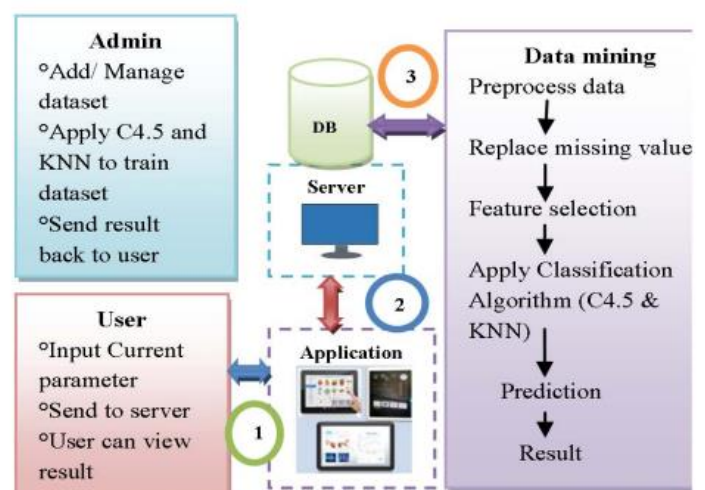 Admin
°Add/ Manage
dataset
°Apply C4.5 and
KNN to train
dataset
°Send result
back to user
User
°Input Current
parameter
°Send to server
°User can view
result
DB
Server
Application
1
2
3
Data mining
Preprocess data
Replace missing value
Feature selection
Apply Classification
Algorithm (C4.5 &
KNN)
Prediction
Result